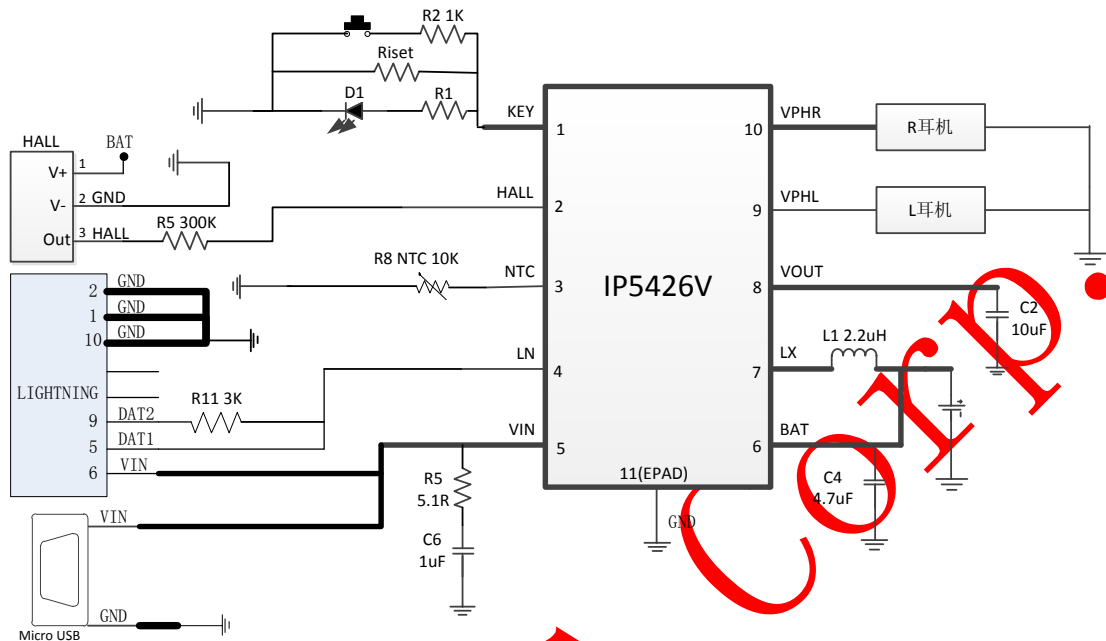 R2 1K
Riset
D1
R1
KEY
1
HALL
BAT
V+
1
V-
2 GND
Out
3 HALL
R5 300K
HALL
2
R8 NTC 10K
NTC
3
IP5426V
VPHR
10
R耳机
VPHL
9
L耳机
VOUT
8
C2
10uF
L1 2.2uH
LX
7
BAT
6
C4
4.7uF
2
GND
1
GND
10
GND
LIGHTNING
9
DAT2
R11 3K
5
DAT1
6
VIN
LN
4
VIN
5
R5
5.1R
C6
1uF
11(EPAD)
GND
VIN
GND
Micro USB
Corp.